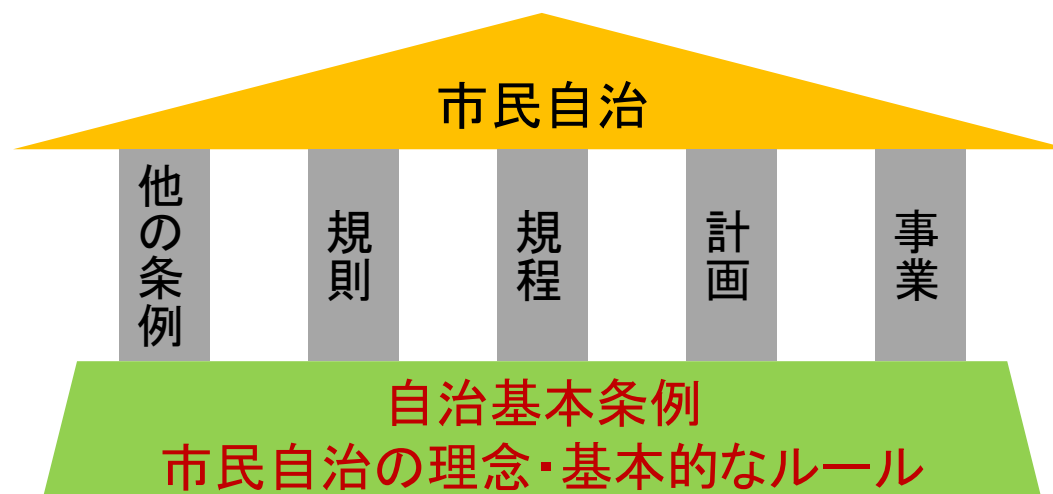 市民自治
他の条例
規則
規程
計画
事業
自治基本条例
市民自治の理念・基本的なルール